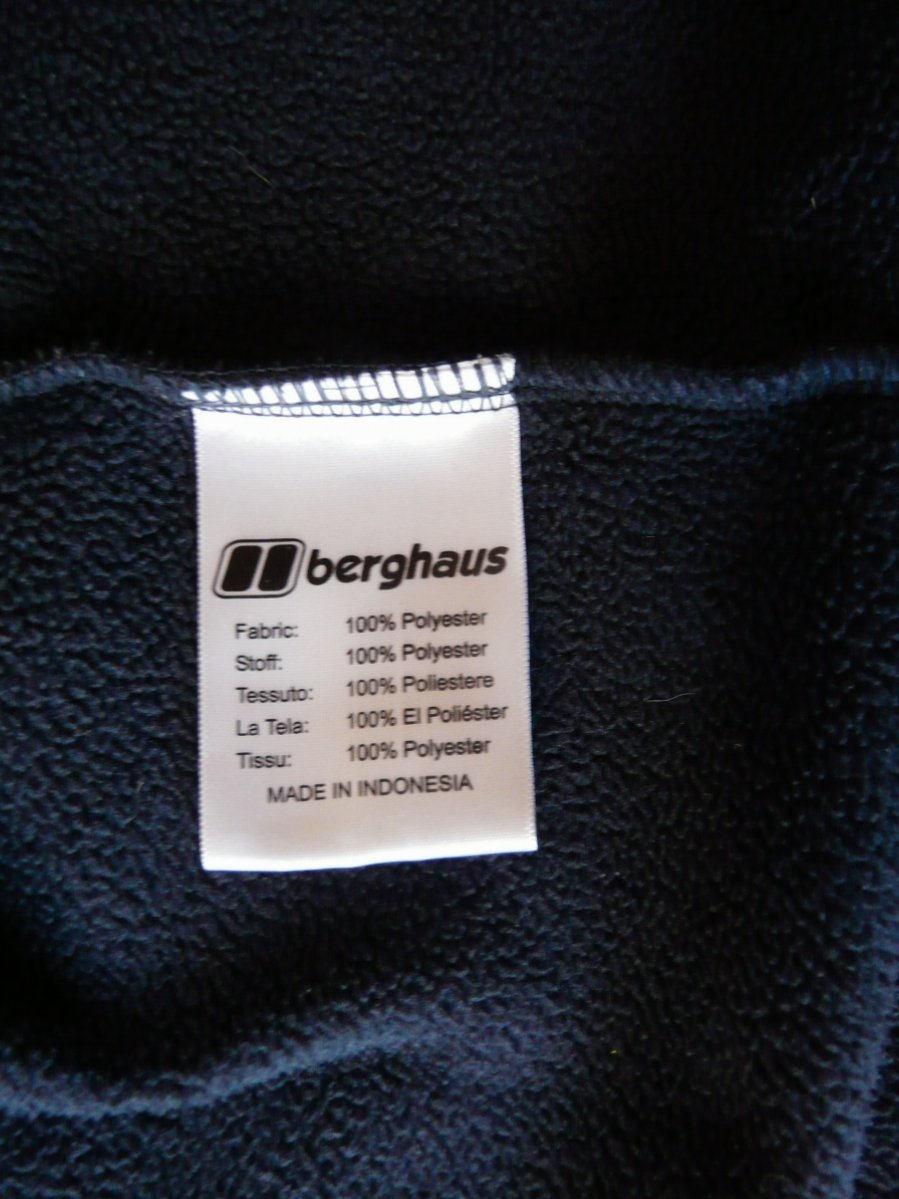 berghaus
Fabric: 100% Polyester
Stoff: 100% Polyester
Tessuto: 100% Poliestere
La Tela: 100% El Poliéster
Tissu: 100% Polyester
MADE IN INDONESIA